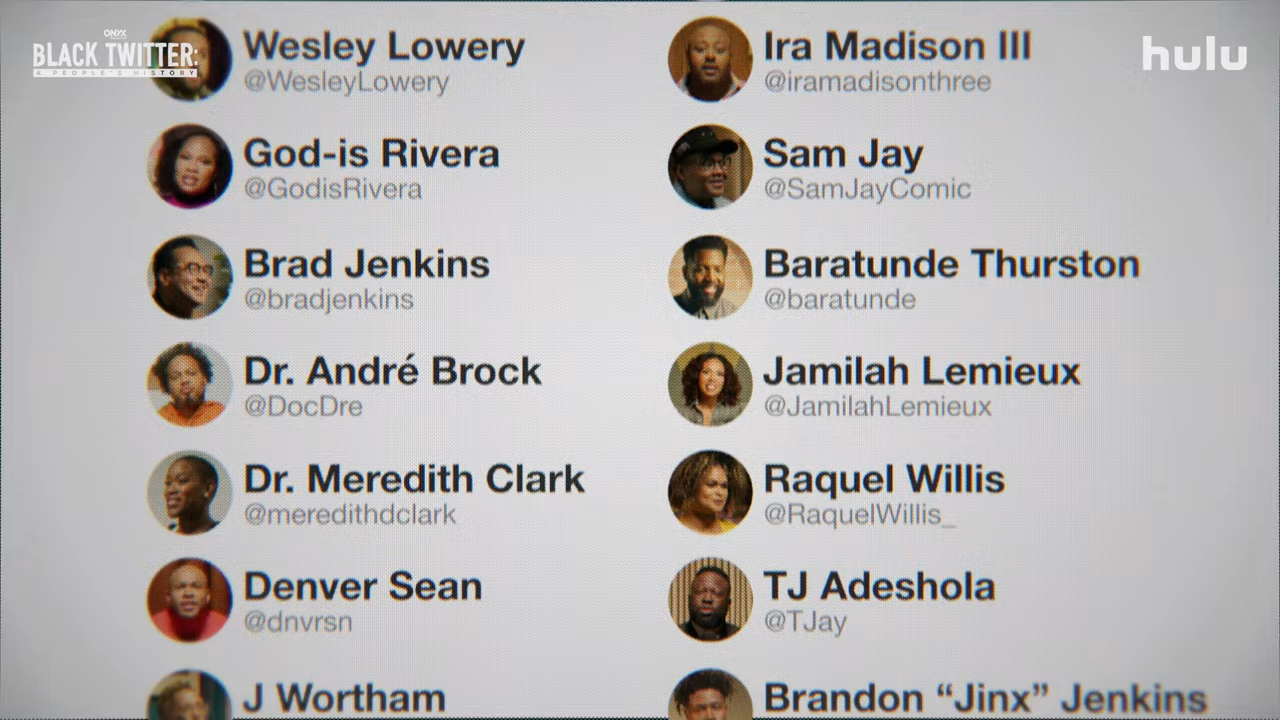 ONYX
BLACK TWITTER:
A PEOPLE'S HISTORY
hulu
Wesley Lowery
@WesleyLowery
Ira Madison III
@iramadisonthree
God-is Rivera
@GodisRivera
Sam Jay
@SamJayComic
Brad Jenkins
@bradjenkins
Baratunde Thurston
@baratunde
Dr. André Brock
@DocDre
Jamilah Lemieux
@JamilahLemieux
Dr. Meredith Clark
@meredithdclark
Raquel Willis
@RaquelWillis_
Denver Sean
@dnvrsn
TJ Adeshola
@TJay
J Wortham
Brandon “Jinx” Jenkins